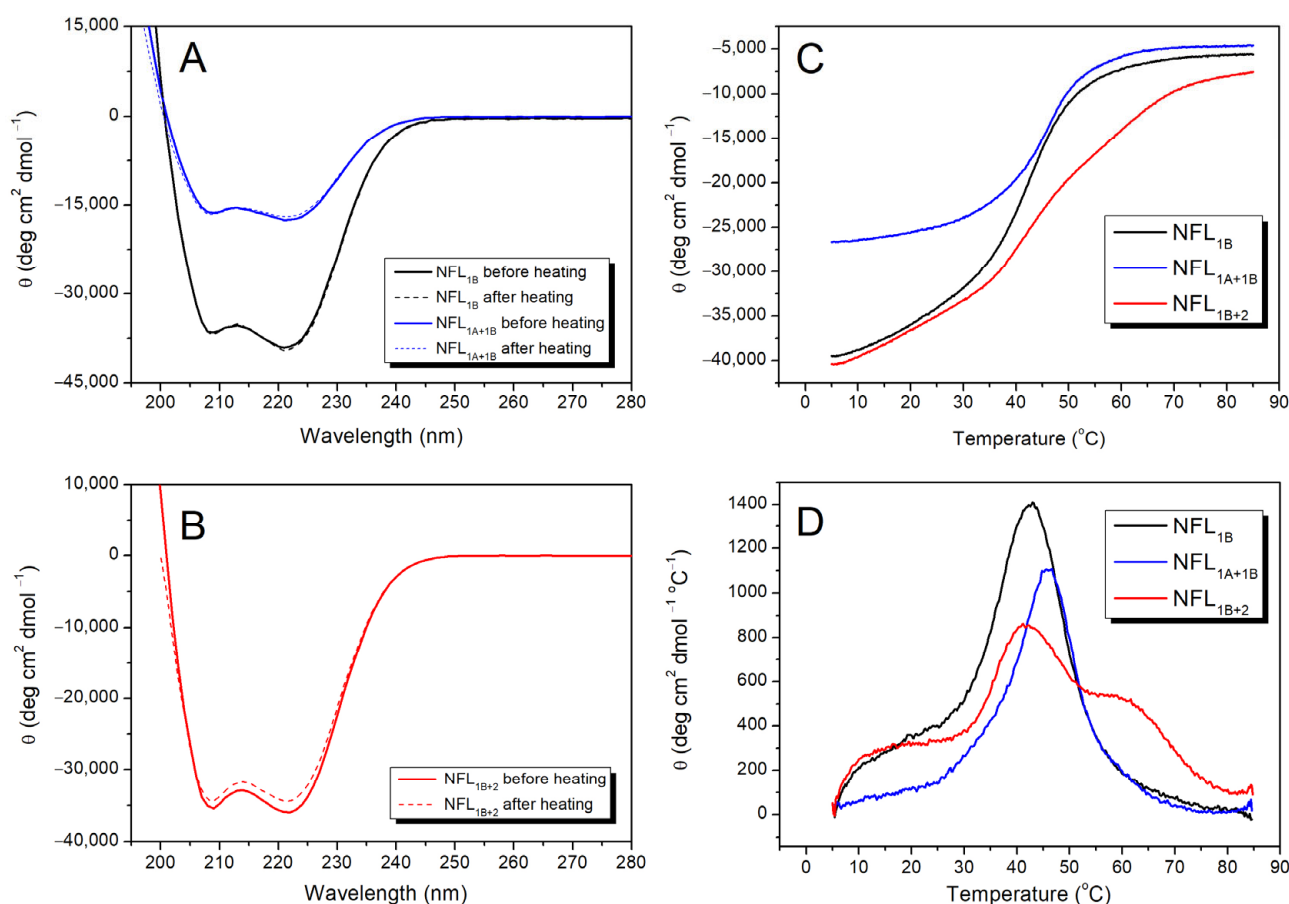 A
θ (deg cm² dmol⁻¹)
15,000
0
−15,000
−30,000
−45,000
200 210 220 230 240 250 260 270 280
Wavelength (nm)
NFL₁B before heating
NFL₁B after heating
NFL₁A+₁B before heating
NFL₁A+₁B after heating
C
θ (deg cm² dmol⁻¹)
−5,000
−10,000
−15,000
−20,000
−25,000
−30,000
−35,000
−40,000
0 10 20 30 40 50 60 70 80 90
Temperature (°C)
NFL₁B
NFL₁A+₁B
NFL₁B+₂
B
θ (deg cm² dmol⁻¹)
10,000
0
−10,000
−20,000
−30,000
−40,000
200 210 220 230 240 250 260 270 280
Wavelength (nm)
NFL₁B+₂ before heating
NFL₁B+₂ after heating
D
θ (deg cm² dmol⁻¹ °C⁻¹)
1400
1200
1000
800
600
400
200
0
0 10 20 30 40 50 60 70 80 90
Temperature (°C)
NFL₁B
NFL₁A+₁B
NFL₁B+₂